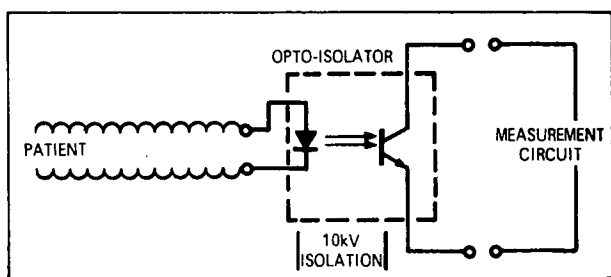 OPTO-ISOLATOR
PATIENT
MEASUREMENT
CIRCUIT
10kV
ISOLATION